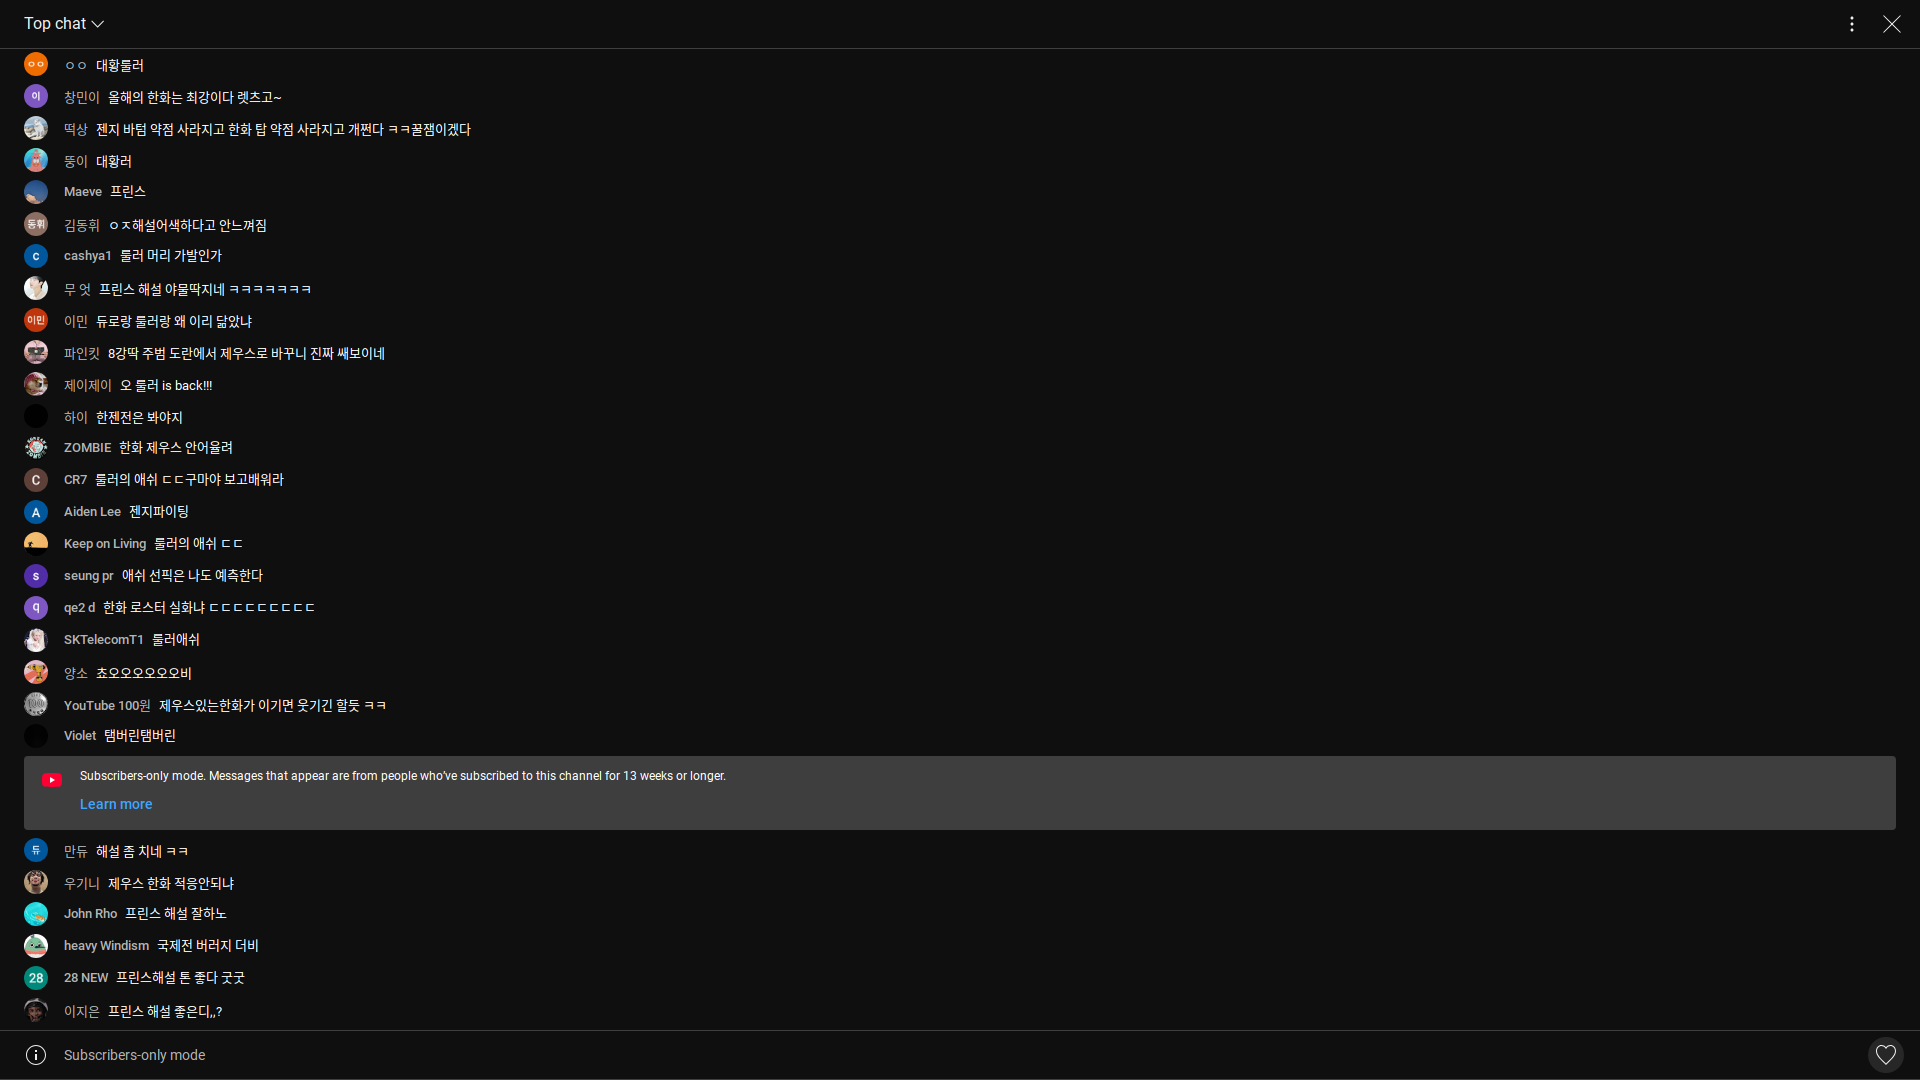 Top chat
ㅇㅇ ㅇㅇ 대황룰러
이 창민이 올해의 한화는 최강이다 렛츠고~
떡상 젠지 바텀 약점 사라지고 한화 탑 약점 사라지고 개쩐다 ㅋㅋ꿀잼이겠다
뚱이 대황러
Maeve 프린스
동휘 김동휘 ㅇㅈ해설어색하다고 안느껴짐
c cashya1 룰러 머리 가발인가
무 엇 프린스 해설 야물딱지네 ㅋㅋㅋㅋㅋㅋㅋ
이민 이민 듀로랑 룰러랑 왜 이리 닮았냐
파인킷 8강딱 주범 도란에서 제우스로 바꾸니 진짜 쌔보이네
제이제이 오 룰러 is back!!!
하이 한젠전은 봐야지
ZOMBIE 한화 제우스 안어율려
C CR7 룰러의 애쉬 ㄷㄷ구마야 보고배워라
A Aiden Lee 젠지파이팅
Keep on Living 룰러의 애쉬 ㄷㄷ
s seung pr 애쉬 선픽은 나도 예측한다
q qe2 d 한화 로스터 실화냐 ㄷㄷㄷㄷㄷㄷㄷㄷㄷ
SKTelecomT1 룰러애쉬
양소 쵸오오오오오오비
YouTube 100원 제우스있는한화가 이기면 웃기긴 할듯 ㅋㅋ
Violet 탬버린탬버린
Subscribers-only mode. Messages that appear are from people who've subscribed to this channel for 13 weeks or longer.
Learn more
듀 만듀 해설 좀 치네 ㅋㅋ
우기니 제우스 한화 적응안되냐
John Rho 프린스 해설 잘하노
heavy Windism 국제전 버러지 더비
28 28 NEW 프린스해설 톤 좋다 굿굿
이지은 프린스 해설 좋은디,,?
Subscribers-only mode